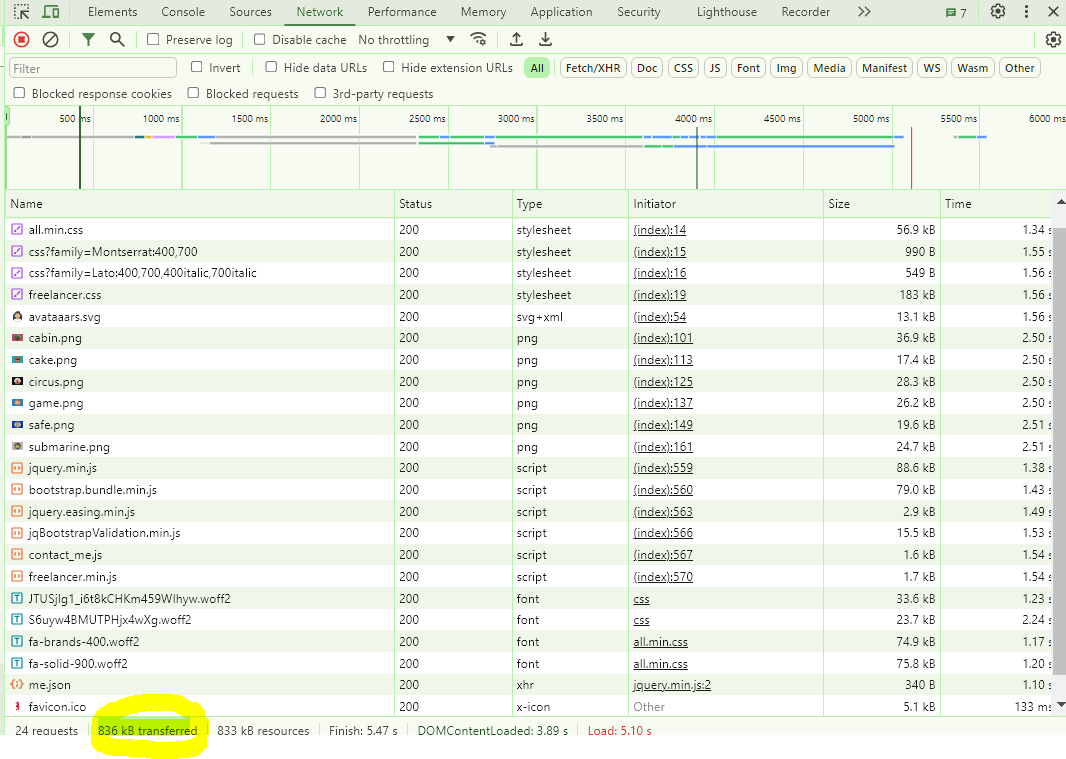 Elements Console Sources Network Performance Memory Application Security Lighthouse Recorder 7
Preserve log Disable cache No throttling
Filter Invert Hide data URLs Hide extension URLs All Fetch/XHR Doc CSS JS Font Img Media Manifest WS Wasm Other
Blocked response cookies Blocked requests 3rd-party requests
500 ms 1000 ms 1500 ms 2000 ms 2500 ms 3000 ms 3500 ms 4000 ms 4500 ms 5000 ms 5500 ms 6000 ms
Name Status Type Initiator Size Time
all.min.css 200 stylesheet (index):14 56.9 kB 1.34 s
css?family=Montserrat:400,700 200 stylesheet (index):15 990 B 1.55 s
css?family=Lato:400,700,400italic,700italic 200 stylesheet (index):16 549 B 1.56 s
freelancer.css 200 stylesheet (index):19 183 kB 1.56 s
avataaars.svg 200 svg+xml (index):54 13.1 kB 1.56 s
cabin.png 200 png (index):101 36.9 kB 2.50 s
cake.png 200 png (index):113 17.4 kB 2.50 s
circus.png 200 png (index):125 28.3 kB 2.50 s
game.png 200 png (index):137 26.2 kB 2.50 s
safe.png 200 png (index):149 19.6 kB 2.51 s
submarine.png 200 png (index):161 24.7 kB 2.51 s
jquery.min.js 200 script (index):559 88.6 kB 1.38 s
bootstrap.bundle.min.js 200 script (index):560 79.0 kB 1.43 s
jquery.easing.min.js 200 script (index):563 2.9 kB 1.49 s
jqBootstrapValidation.min.js 200 script (index):566 15.5 kB 1.53 s
contact_me.js 200 script (index):567 1.6 kB 1.54 s
freelancer.min.js 200 script (index):570 1.7 kB 1.54 s
JTUSjIg1_i6t8kCHKm459Wlhyw.woff2 200 font css 33.6 kB 1.23 s
S6uyw4BMUTPHjx4wXg.woff2 200 font css 23.7 kB 2.24 s
fa-brands-400.woff2 200 font all.min.css 74.9 kB 1.17 s
fa-solid-900.woff2 200 font all.min.css 75.8 kB 1.20 s
me.json 200 xhr jquery.min.js:2 340 B 1.10 s
favicon.ico 200 x-icon Other 5.1 kB 133 ms
24 requests 836 kB transferred 833 kB resources Finish: 5.47 s DOMContentLoaded: 3.89 s Load: 5.10 s